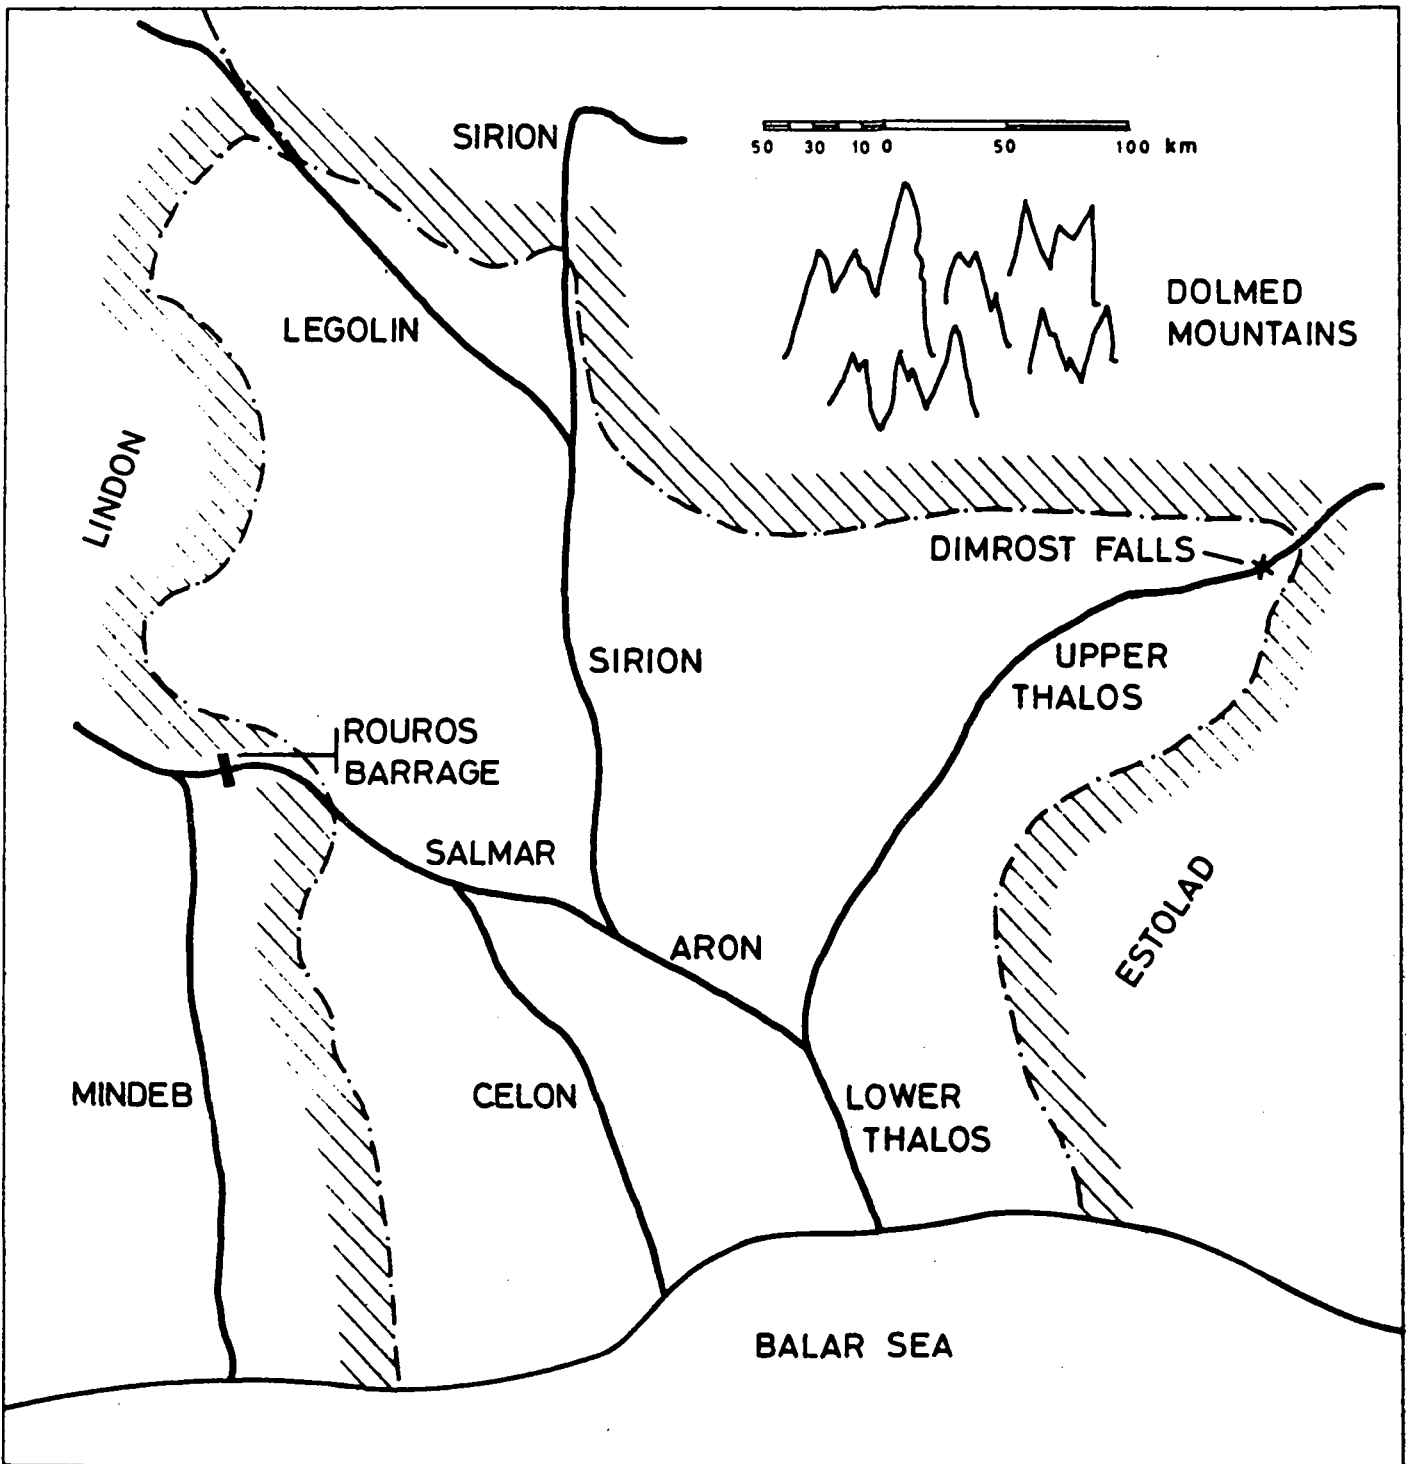 SIRION
50 30 10 0 50 100 km
DOLMED
MOUNTAINS
LEGOLIN
LINDON
DIMROST FALLS
SIRION
UPPER
THALOS
ROUROS
BARRAGE
SALMAR
ARON
ESTOLAD
MINDEB
CELON
LOWER
THALOS
BALAR SEA